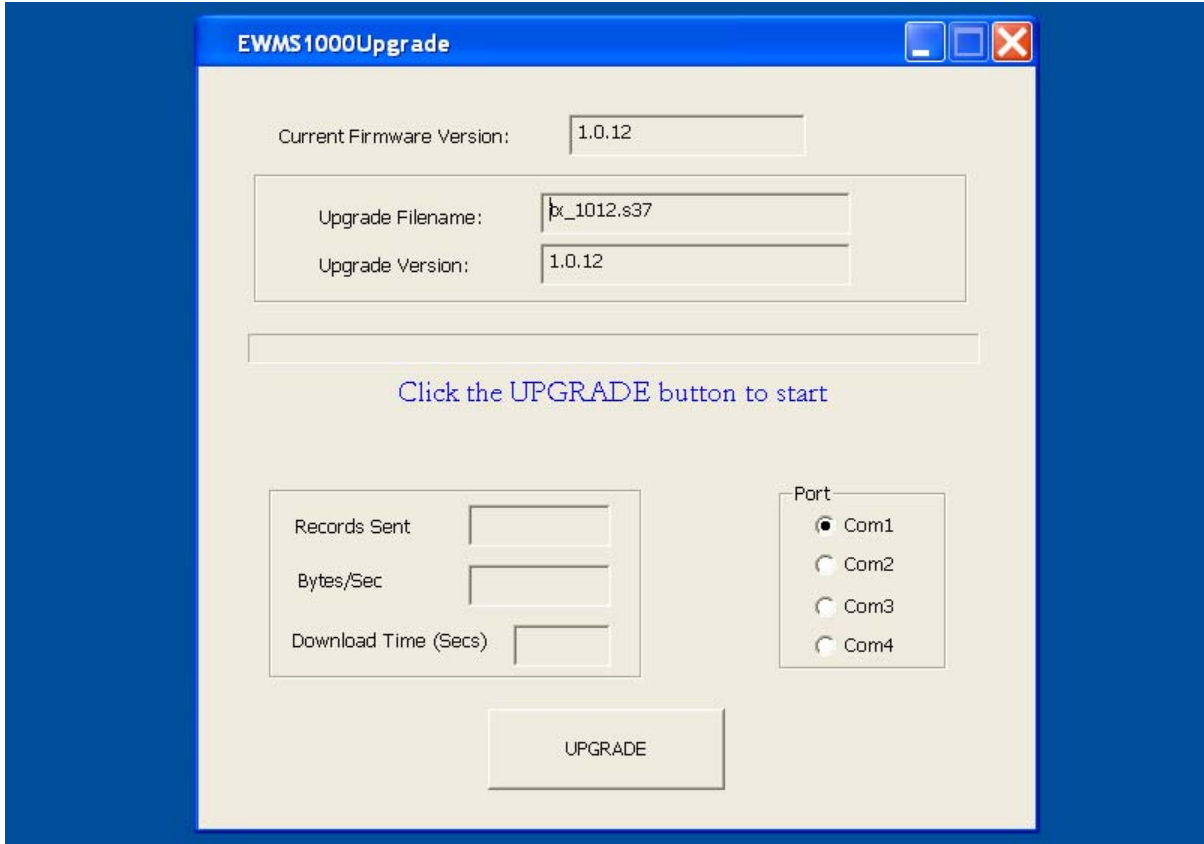 EWMS1000Upgrade
Current Firmware Version: 1.0.12
Upgrade Filename: tx_1012.s37
Upgrade Version: 1.0.12
Click the UPGRADE button to start
Port
Records Sent
Com1
Bytes/Sec
Com2
Com3
Download Time (Secs)
Com4
UPGRADE